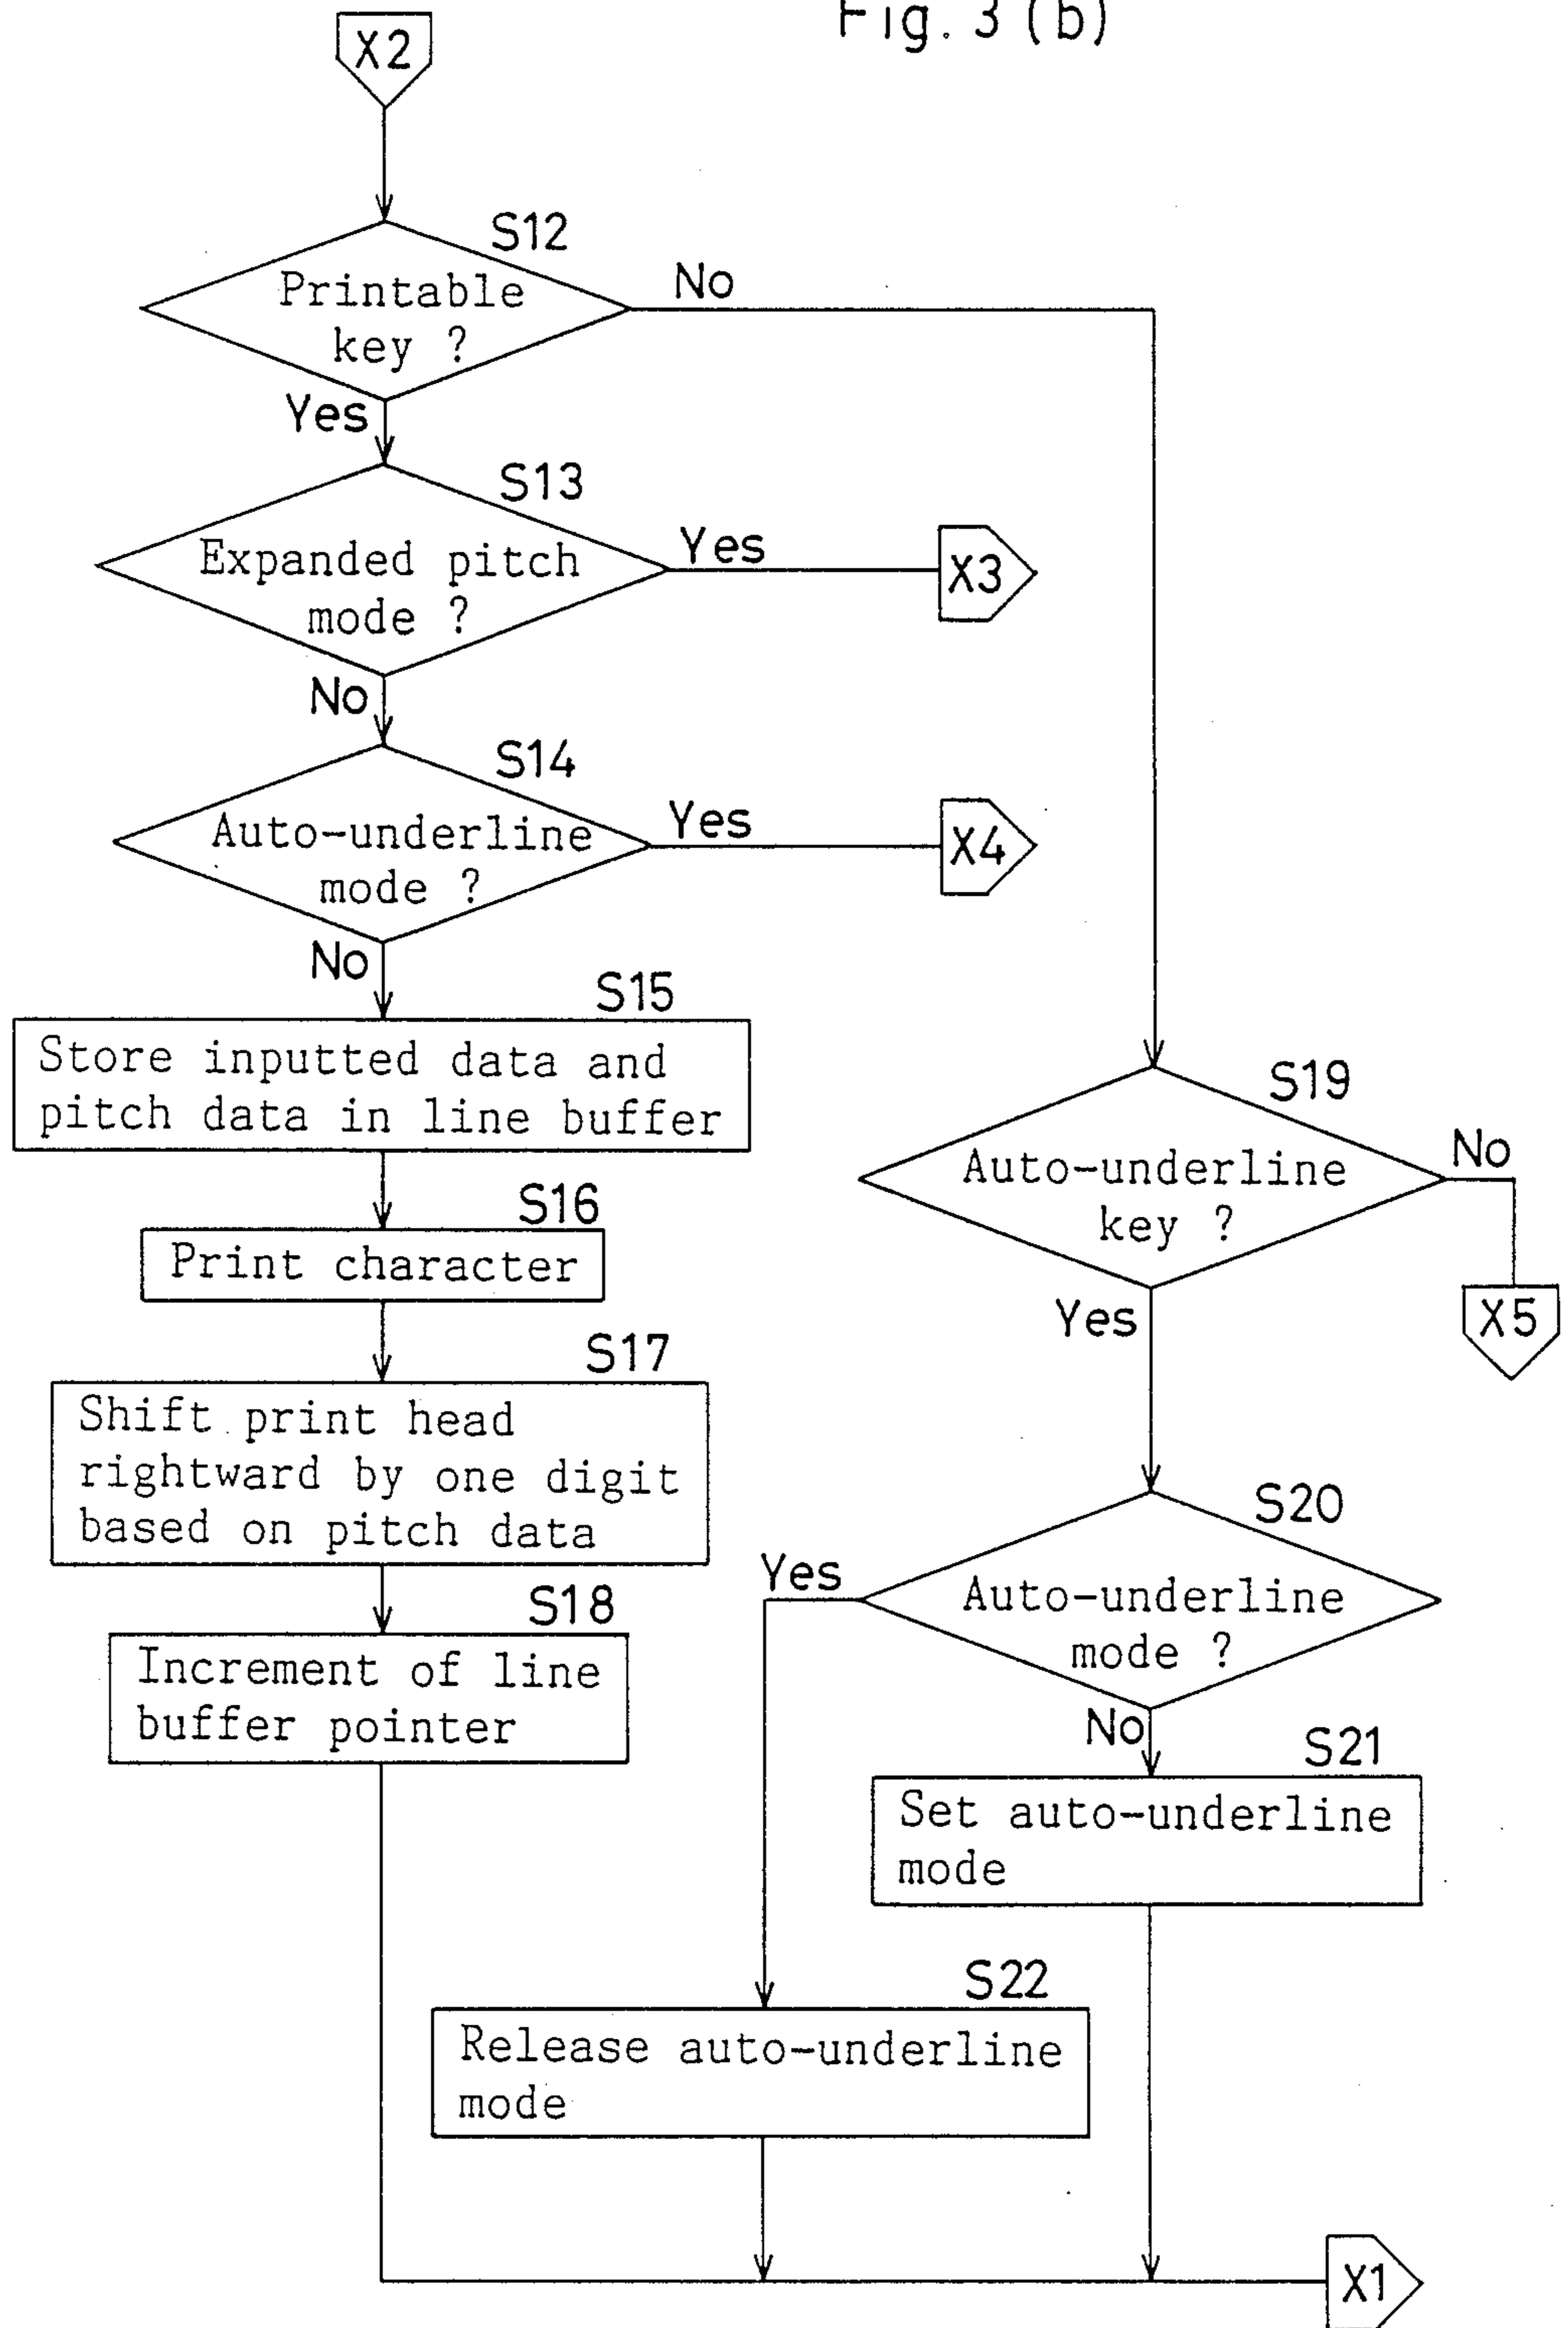 Fig. 3 (b)
X2
S12
Printable
key ?
No
Yes
S13
Expanded pitch
mode ?
Yes
X3
No
S14
Auto-underline
mode ?
Yes
X4
No
S15
Store inputted data and
pitch data in line buffer
S16
Print character
S17
Shift print head
rightward by one digit
based on pitch data
S18
Increment of line
buffer pointer
S19
Auto-underline
key ?
No
X5
Yes
S20
Auto-underline
mode ?
Yes
No
S21
Set auto-underline
mode
S22
Release auto-underline
mode
X1